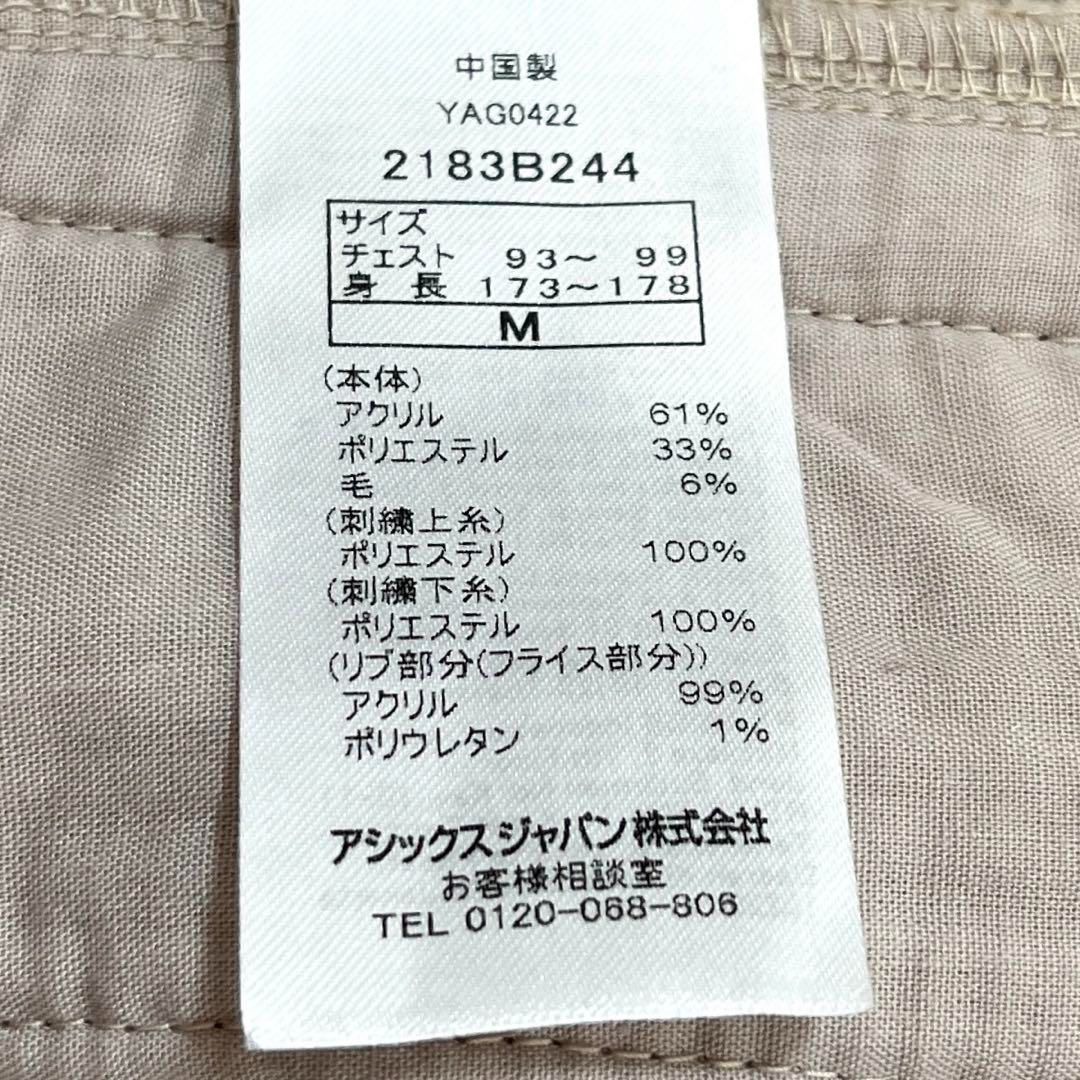 中国製
YAG0422
2183B244
サイズ
チェスト 93～ 99
身 長 173～178
M
(本体)
アクリル 61%
ポリエステル 33%
毛 6%
(刺繍上糸)
ポリエステル 100%
(刺繍下糸)
ポリエステル 100%
(リブ部分(フライス部分))
アクリル 99%
ポリウレタン 1%
アシックスジャパン株式会社
お客様相談室
TEL 0120-068-806